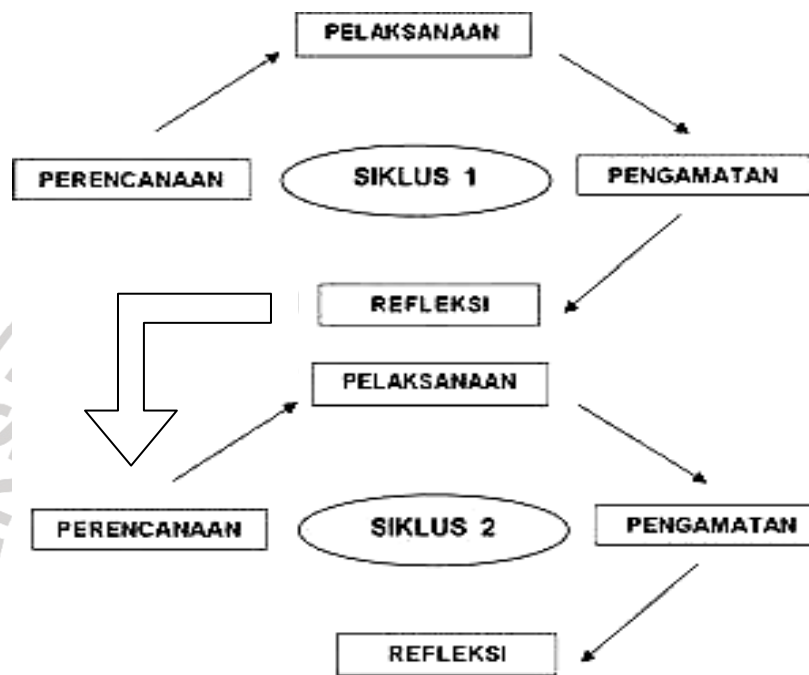 PELAKSANAAN
PERENCANAAN
SIKLUS 1
PENGAMATAN
REFLEKSI
PELAKSANAAN
PERENCANAAN
SIKLUS 2
PENGAMATAN
REFLEKSI